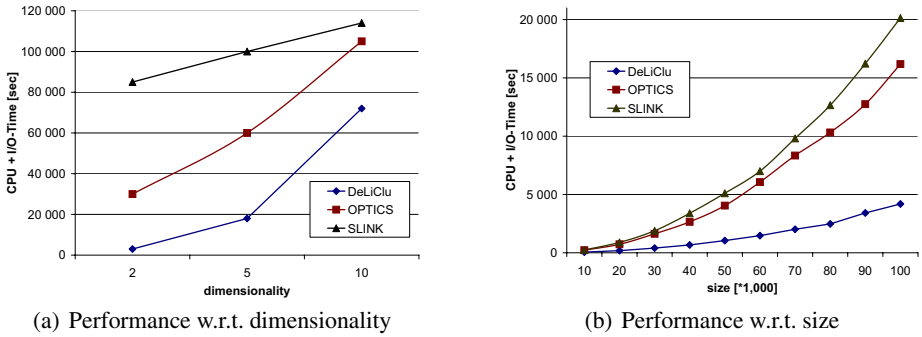 120 000
100 000
80 000
60 000
40 000
20 000
0
CPU + I/O-Time [sec]
DeLiClu
OPTICS
SLINK
2 5 10
dimensionality
(a) Performance w.r.t. dimensionality
20 000
15 000
10 000
5 000
0
CPU + I/O-Time [sec]
DeLiClu
OPTICS
SLINK
10 20 30 40 50 60 70 80 90 100
size [*1,000]
(b) Performance w.r.t. size